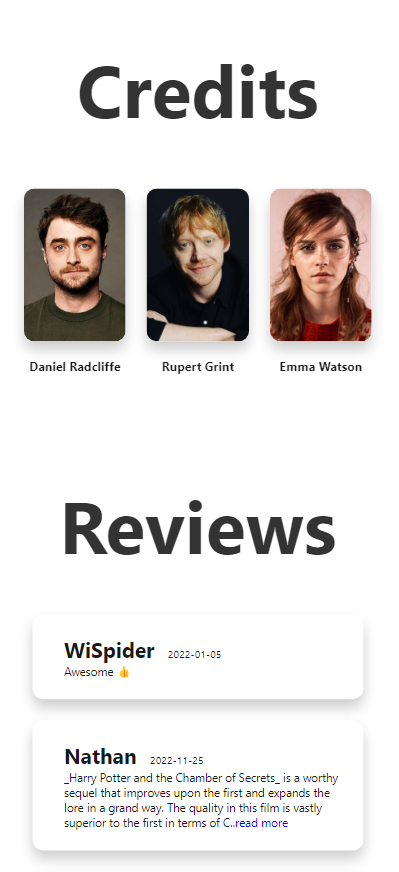 Credits
Daniel Radcliffe Rupert Grint Emma Watson
Reviews
WiSpider 2022-01-05
Awesome 👍
Nathan 2022-11-25
_Harry Potter and the Chamber of Secrets_ is a worthy
sequel that improves upon the first and expands the
lore in a grand way. The quality in this film is vastly
superior to the first in terms of C..read more